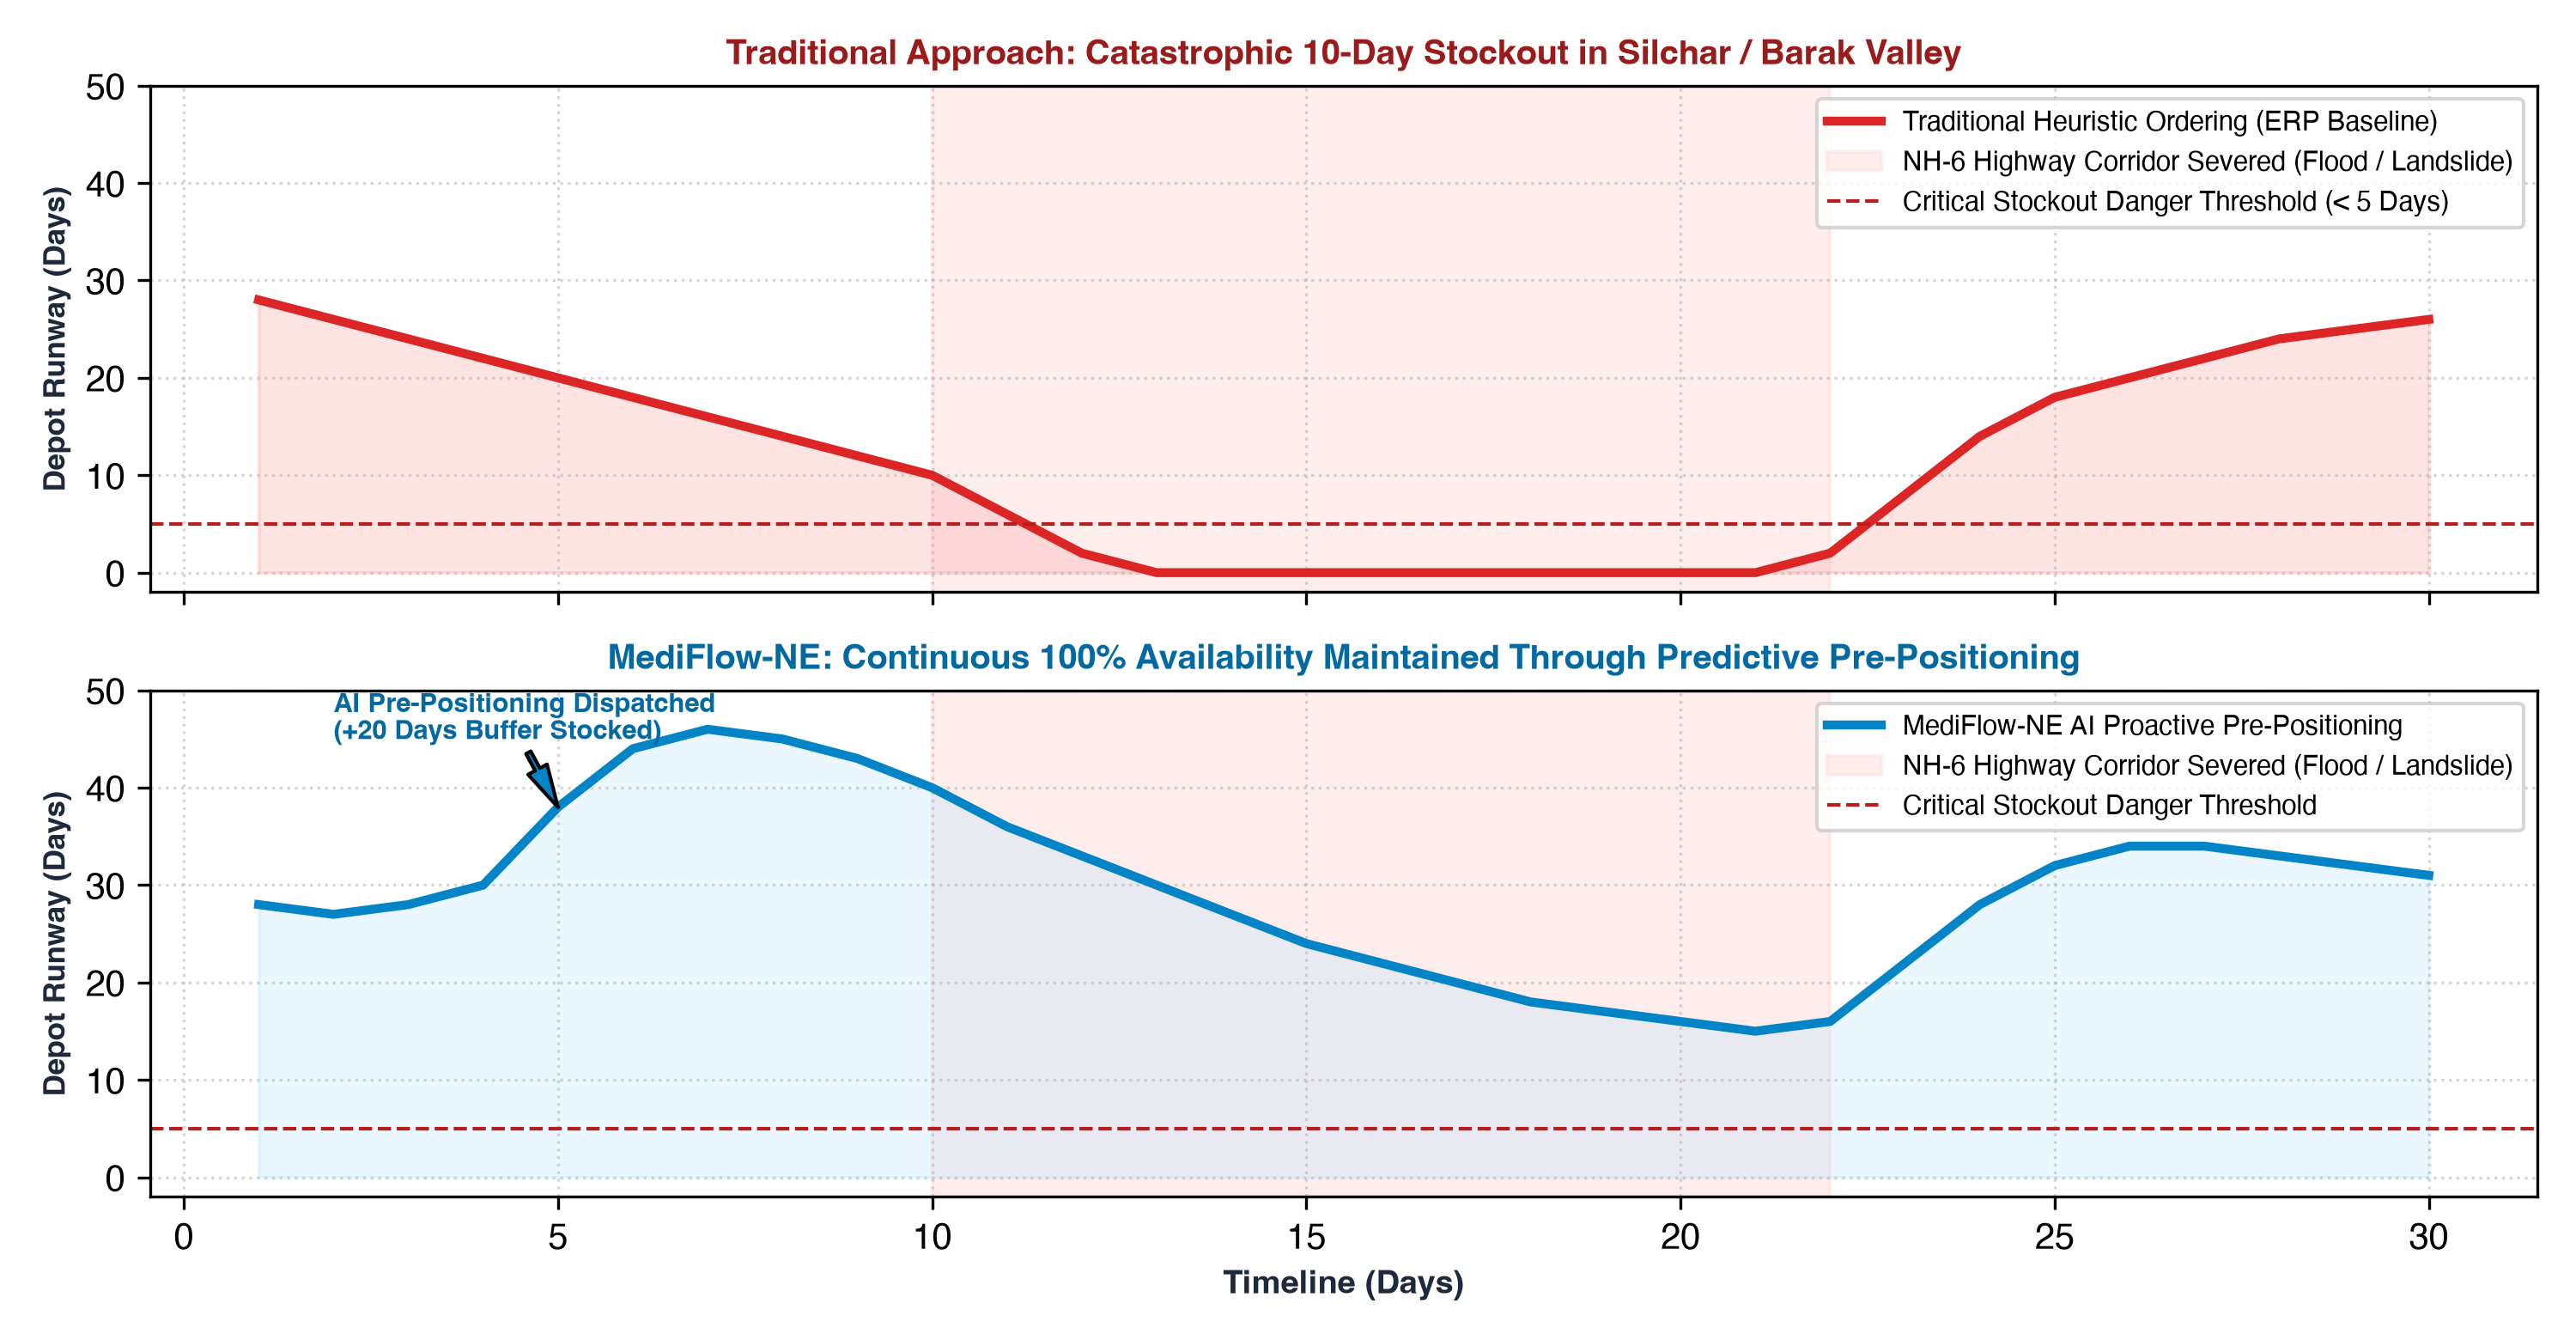 Traditional Approach: Catastrophic 10-Day Stockout in Silchar / Barak Valley
Depot Runway (Days)
50
40
30
20
10
0
Traditional Heuristic Ordering (ERP Baseline)
NH-6 Highway Corridor Severed (Flood / Landslide)
Critical Stockout Danger Threshold (< 5 Days)
MediFlow-NE: Continuous 100% Availability Maintained Through Predictive Pre-Positioning
Depot Runway (Days)
50
40
30
20
10
0
AI Pre-Positioning Dispatched
(+20 Days Buffer Stocked)
MediFlow-NE AI Proactive Pre-Positioning
NH-6 Highway Corridor Severed (Flood / Landslide)
Critical Stockout Danger Threshold
0 5 10 15 20 25 30
Timeline (Days)